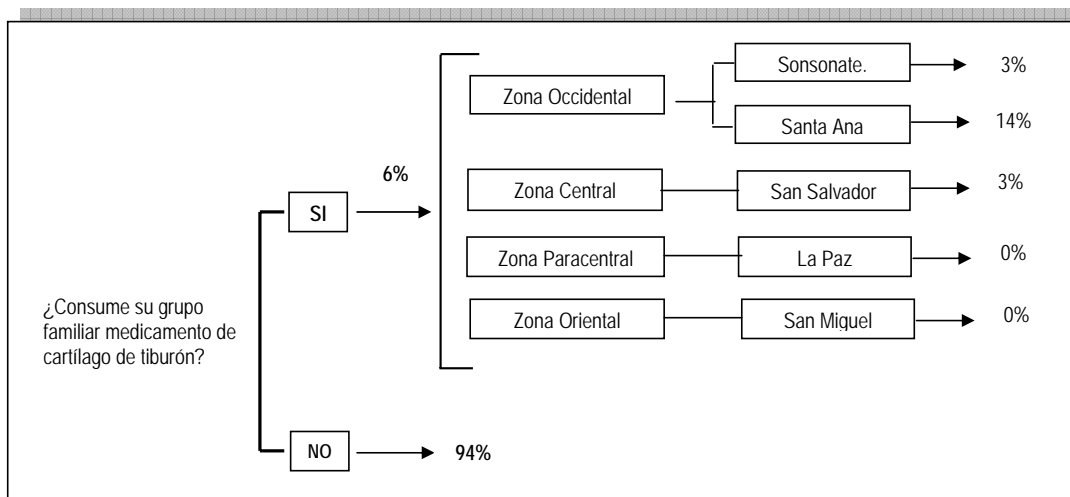 Sonsonate.
3%
Zona Occidental
Santa Ana
14%
6%
Zona Central
San Salvador
3%
SI
Zona Paracentral
La Paz
0%
¿Consume su grupo
familiar medicamento de
cartílago de tiburón?
Zona Oriental
San Miguel
0%
NO
94%